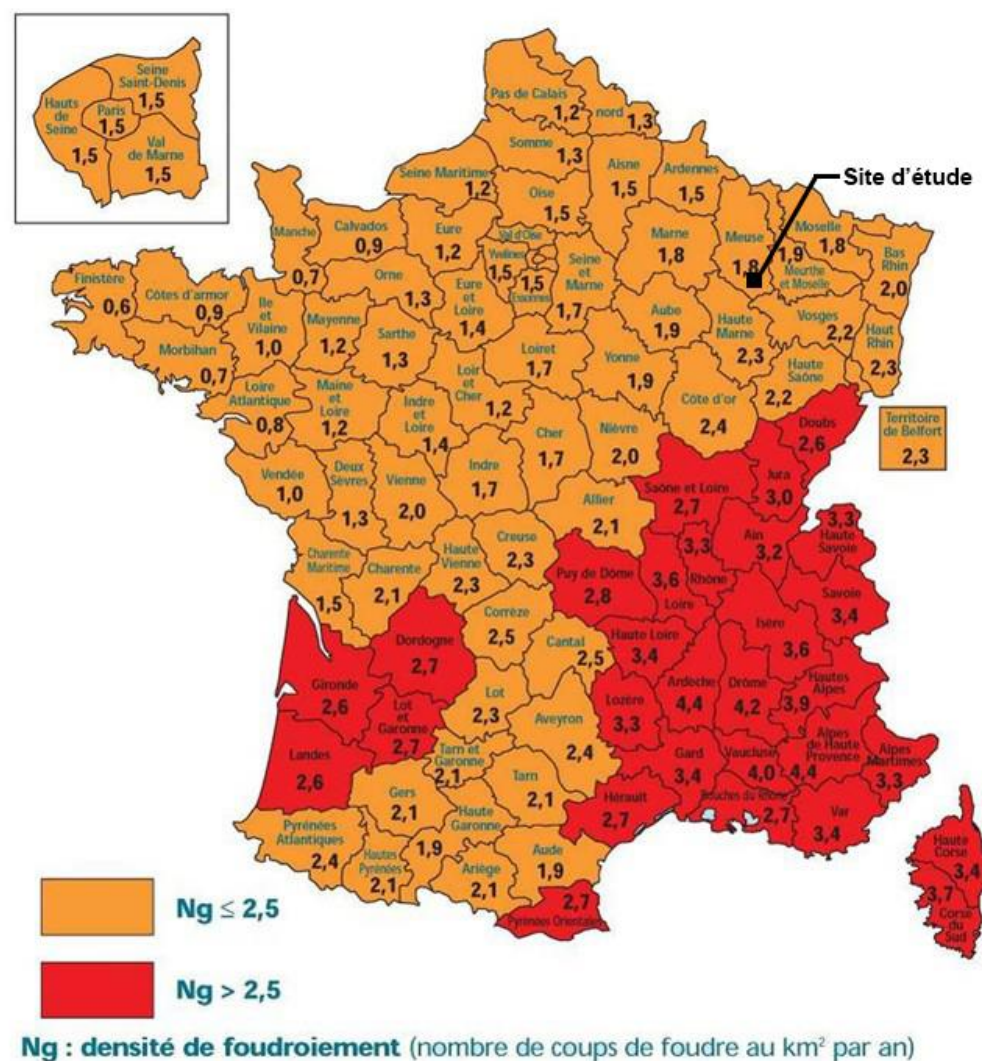 Seine
Saint-Denis
1,5
Hauts
de
Seine
1,5
Paris
1,5
Val
de Marne
1,5
Pas de Calais
1,2
nord
1,3
Somme
1,3
Seine Maritime
1,2
Aisne
1,5
Ardennes
1,5
Site d'étude
Oise
1,5
Manche
0,7
Calvados
0,9
Eure
1,2
Val d'Oise
Yvelines
1,5
1,5
Essonnes
Seine
et
Marne
1,7
Marne
1,8
Meuse
1,8
Moselle
1,8
1,9
Meurthe
et Moselle
Bas
Rhin
2,0
Finistère
0,6
Côtes d'armor
0,9
Ile
et
Vilaine
1,0
Orne
1,3
Eure
et
Loire
1,4
Aube
1,9
Haute
Marne
2,3
Vosges
2,2
Haut
Rhin
2,3
Morbihan
0,7
Mayenne
1,2
Sarthe
1,3
Loiret
1,7
Yonne
1,9
Haute
Saône
2,2
Loire
Atlantique
0,8
Maine
et
Loire
1,2
Indre
et
Loire
1,4
Loir
et
Cher
1,2
Cher
1,7
Nièvre
2,0
Côte d'or
2,4
Doubs
2,6
Territoire
de Belfort
2,3
Vendée
1,0
Deux
Sèvres
1,3
Vienne
2,0
Indre
1,7
Allier
2,1
Saône et Loire
2,7
Jura
3,0
Charente
Maritime
1,5
Charente
2,1
Haute
Vienne
2,3
Creuse
2,3
Puy de Dôme
2,8
3,6
Loire
3,3
Rhône
Ain
3,2
3,3
Haute
Savoie
Savoie
3,4
Dordogne
2,7
Corrèze
2,5
Cantal
2,5
Haute Loire
3,4
Isère
3,6
Gironde
2,6
Lot
et
Garonne
2,7
Lot
2,3
Aveyron
2,4
Lozère
3,3
Ardèche
4,4
Drôme
4,2
Hautes
Alpes
3,9
Landes
2,6
Tarn et
Garonne
2,1
Tarn
2,1
Gard
3,4
Vaucluse
4,0
Alpes
de Haute
Provence
4,4
Alpes
Martimes
3,3
Gers
2,1
Haute
Garonne
1,9
Hérault
2,7
Bouches du Rhône
2,7
Var
3,4
Pyrénées
Atlantiques
2,4
Hautes
Pyrénées
2,1
Ariège
2,1
Aude
1,9
2,7
Pyrénées Orientales
Haute
Corse
3,4
3,7
Corse
du
Sud
Ng ≤ 2,5
Ng > 2,5
Ng : densité de foudroiement (nombre de coups de foudre au km² par an)